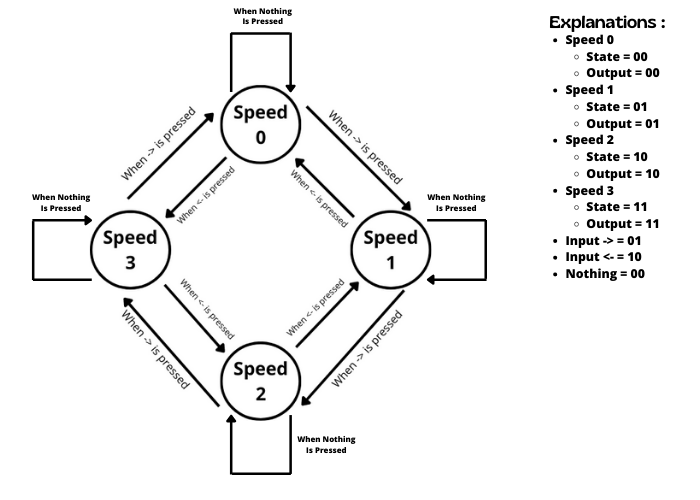 When Nothing
Is Pressed
Speed
0
When -> is pressed
When -> is pressed
When <- is pressed
When <- is pressed
When Nothing
Is Pressed
When Nothing
Is Pressed
Speed
3
Speed
1
When <- is pressed
When <- is pressed
When -> is pressed
When -> is pressed
Speed
2
When Nothing
Is Pressed
Explanations :
• Speed 0
○ State = 00
○ Output = 00
• Speed 1
○ State = 01
○ Output = 01
• Speed 2
○ State = 10
○ Output = 10
• Speed 3
○ State = 11
○ Output = 11
• Input -> = 01
• Input <- = 10
• Nothing = 00